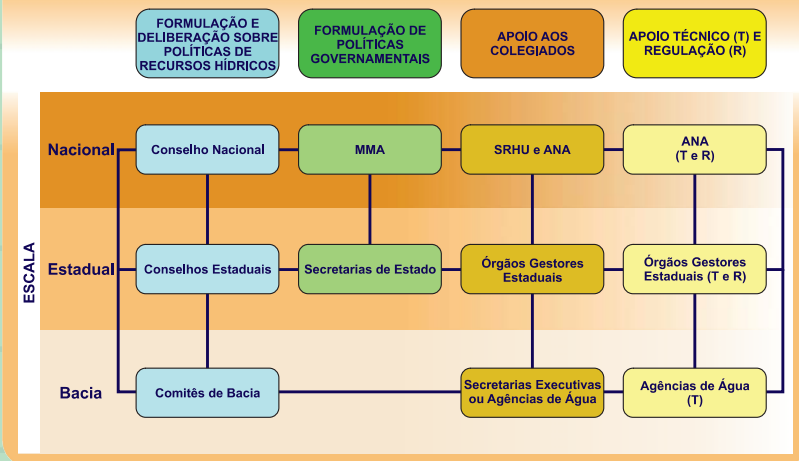 FORMULAÇÃO E
DELIBERAÇÃO SOBRE
POLÍTICAS DE
RECURSOS HÍDRICOS
FORMULAÇÃO DE
POLÍTICAS
GOVERNAMENTAIS
APOIO AOS
COLEGIADOS
APOIO TÉCNICO (T) E
REGULAÇÃO (R)
ESCALA
Nacional
Conselho Nacional
MMA
SRHU e ANA
ANA
(T e R)
Estadual
Conselhos Estaduais
Secretarias de Estado
Órgãos Gestores
Estaduais
Órgãos Gestores
Estaduais (T e R)
Bacia
Comitês de Bacia
Secretarias Executivas
ou Agências de Água
Agências de Água
(T)